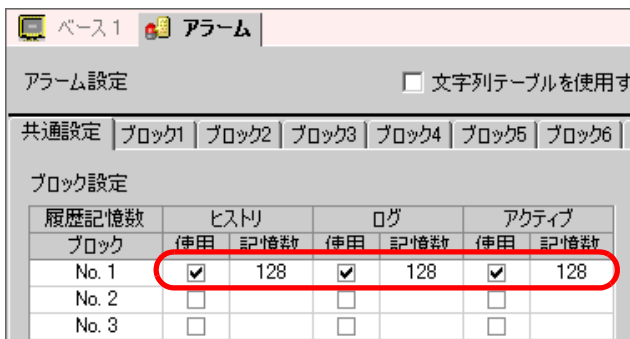 ベース1 アラーム
アラーム設定 文字列テーブルを使用す
共通設定 ブロック1 ブロック2 ブロック3 ブロック4 ブロック5 ブロック6
ブロック設定
履歴記憶数 ヒストリ ログ アクティブ
ブロック 使用 記憶数 使用 記憶数 使用 記憶数
No. 1 128 128 128
No. 2
No. 3